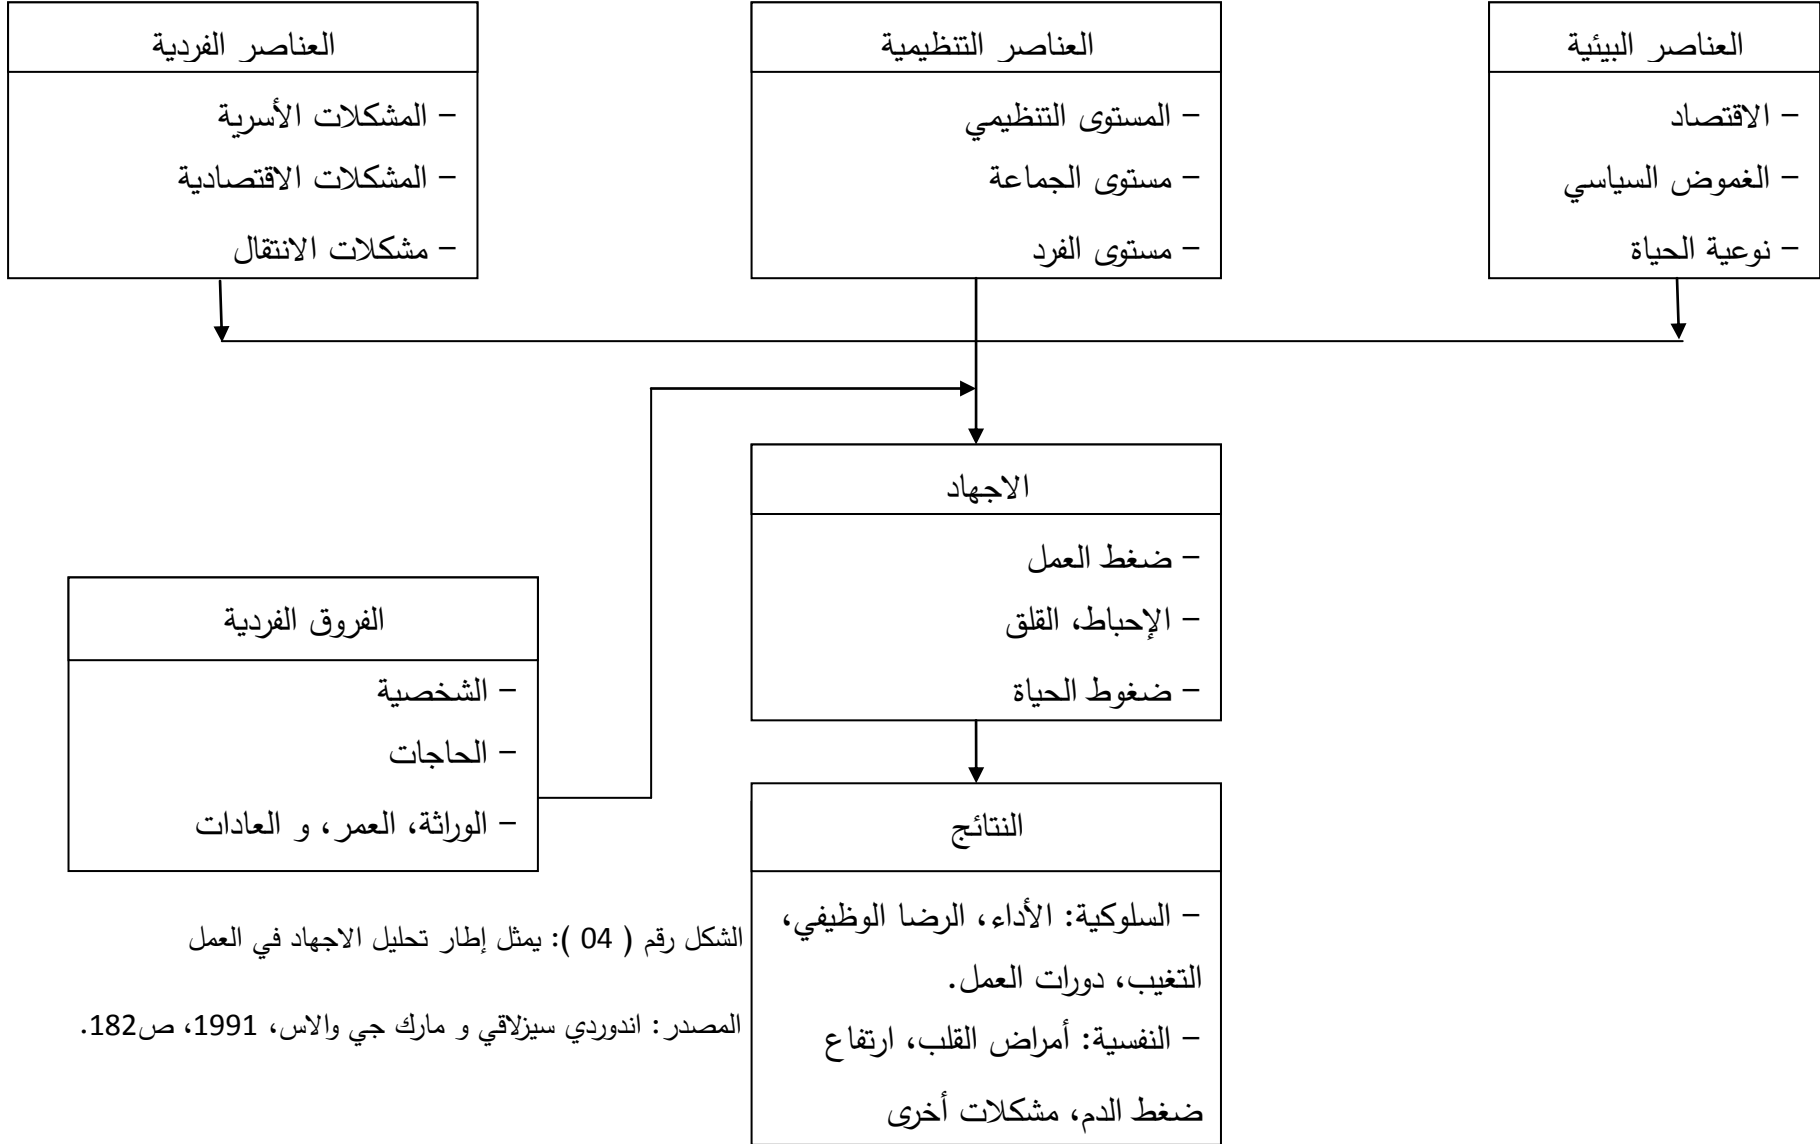 العناصر البيئية
- الاقتصاد
- الغموض السياسي
- نوعية الحياة
العناصر التنظيمية
- المستوى التنظيمي
- مستوى الجماعة
- مستوى الفرد
العناصر الفردية
- المشكلات الأسرية
- المشكلات الاقتصادية
- مشكلات الانتقال
الاجهاد
- ضغط العمل
- الإحباط، القلق
- ضغوط الحياة
الفروق الفردية
- الشخصية
- الحاجات
- الوراثة، العمر، و العادات
النتائج
- السلوكية: الأداء، الرضا الوظيفي،
التغيب، دورات العمل.
- النفسية: أمراض القلب، ارتفاع
ضغط الدم، مشكلات أخرى
الشكل رقم ( 04 ): يمثل إطار تحليل الاجهاد في العمل
المصدر: اندوردي سيزلاقي و مارك جي والاس، 1991، ص182.